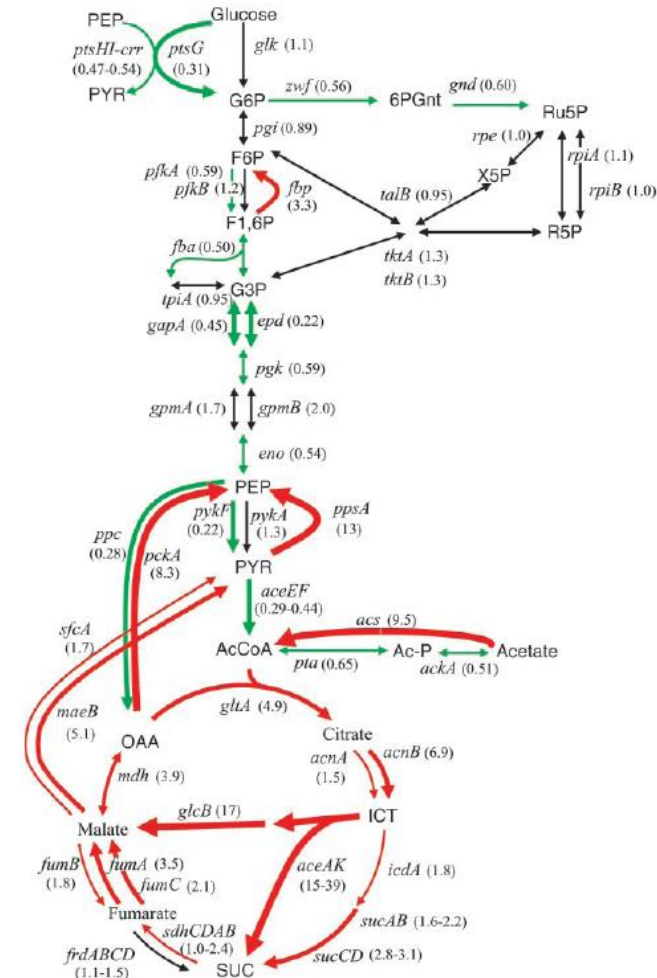 PEP
Glucose
ptsHI-crr
(0.47-0.54)
ptsG
(0.31)
glk (1.1)
PYR
G6P
zwf (0.56)
6PGnt
gnd (0.60)
Ru5P
pgi (0.89)
rpe (1.0)
rpiA (1.1)
F6P
pfkA (0.59)
pfkB (1.2)
fbp
(3.3)
talB (0.95)
X5P
rpiB (1.0)
F1,6P
R5P
fba (0.50)
tktA (1.3)
tktB (1.3)
G3P
tpiA (0.95)
gapA (0.45)
epd (0.22)
pgk (0.59)
gpmA (1.7)
gpmB (2.0)
eno (0.54)
PEP
ppc
(0.28)
pckA
(8.3)
pykF
(0.22)
pykA
(1.3)
ppsA
(13)
PYR
sfcA
(1.7)
aceEF
(0.29-0.44)
acs (9.5)
AcCoA
pta (0.65)
Ac-P
ackA (0.51)
Acetate
maeB
(5.1)
gltA (4.9)
OAA
Citrate
mdh (3.9)
acnA
(1.5)
acnB (6.9)
glcB (17)
ICT
Malate
fumB
(1.8)
fumA (3.5)
fumC (2.1)
aceAK
(15-39)
icdA (1.8)
Fumarate
sucAB (1.6-2.2)
sdhCDAB
(1.0-2.4)
frdABCD
(1.1-1.5)
SUC
sucCD (2.8-3.1)